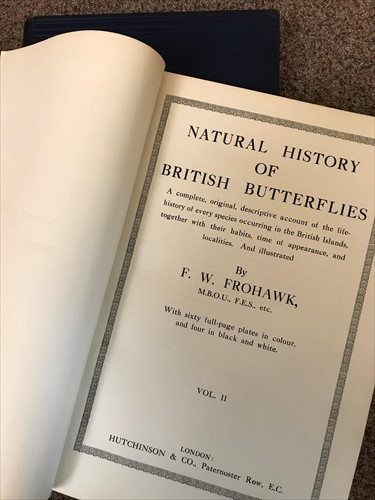 NATURAL HISTORY
OF
BRITISH BUTTERFLIES
A complete, original, descriptive account of the life-
history of every species occurring in the British Islands,
together with their habits, time of appearance, and
localities. And illustrated
By
F. W. FROHAWK,
M.B.O.U., F.E.S., etc.
With sixty full-page plates in colour,
and four in black and white.
VOL. II
LONDON:
HUTCHINSON & CO., Paternoster Row, E.C.